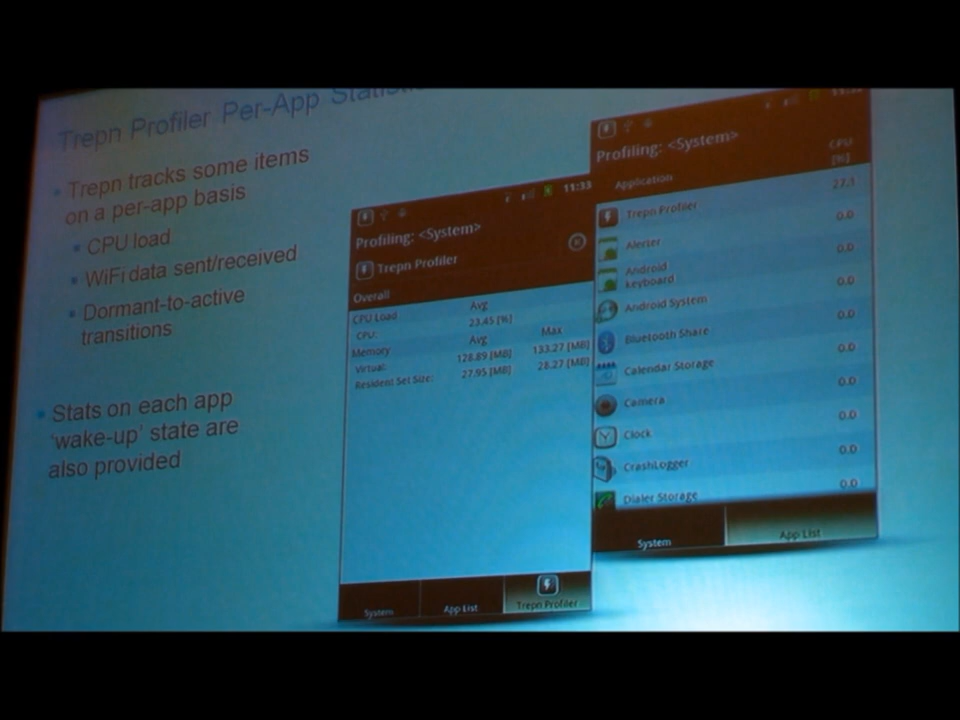 Trepn Profiler Per-App
Trepn tracks some items
on a per-app basis
CPU load
WiFi data sent/received
Dormant-to-active
transitions
Stats on each app
'wake-up' state are
also provided
11:33
Profiling: <System>
Trepn Profiler
Overall
CPU Load Avg
CPU: 23.45 [%]
Memory Avg Max
Virtual: 128.89 [MB] 133.27 [MB]
Resident Set Size: 27.95 [MB] 28.27 [MB]
System App List Trepn Profiler
Profiling: <System>
CPU
Application [%]
Trepn Profiler 27.3
Alerter 0.0
Android
keyboard 0.0
Android System 0.0
Bluetooth Share 0.0
Calendar Storage 0.0
Camera 0.0
Clock 0.0
CrashLogger 0.0
Dialer Storage 0.0
System App List